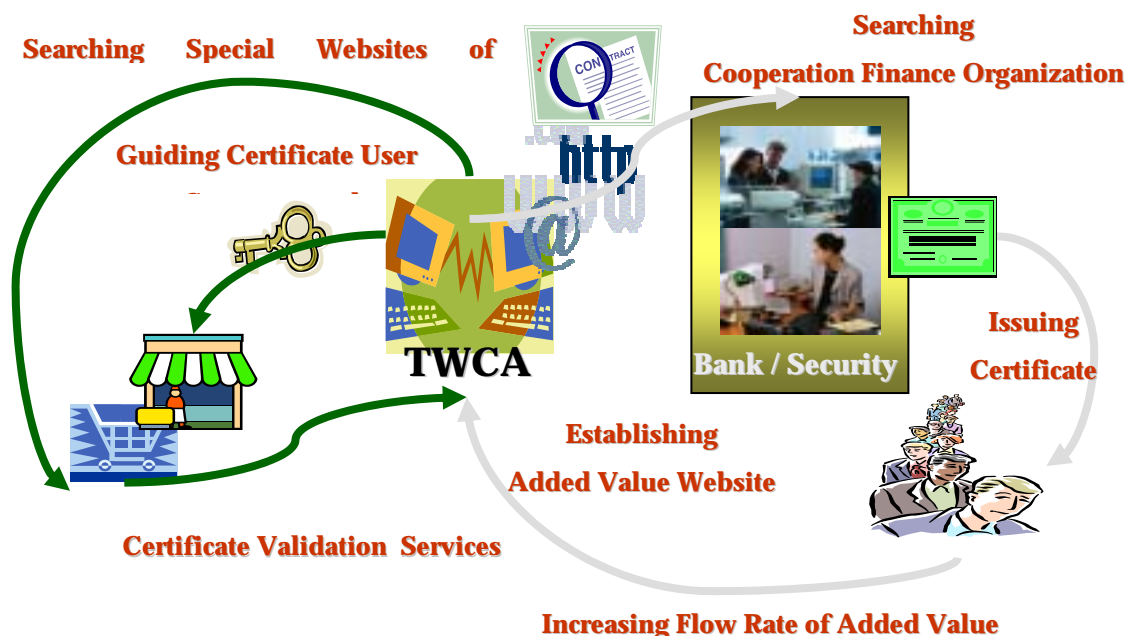 Searching
Searching Special Websites of
Cooperation Finance Organization
CONTRACT
.com
http
Guiding Certificate User
WWW
@
TWCA
Bank / Security
Issuing
Certificate
Establishing
Added Value Website
Certificate Validation Services
Increasing Flow Rate of Added Value